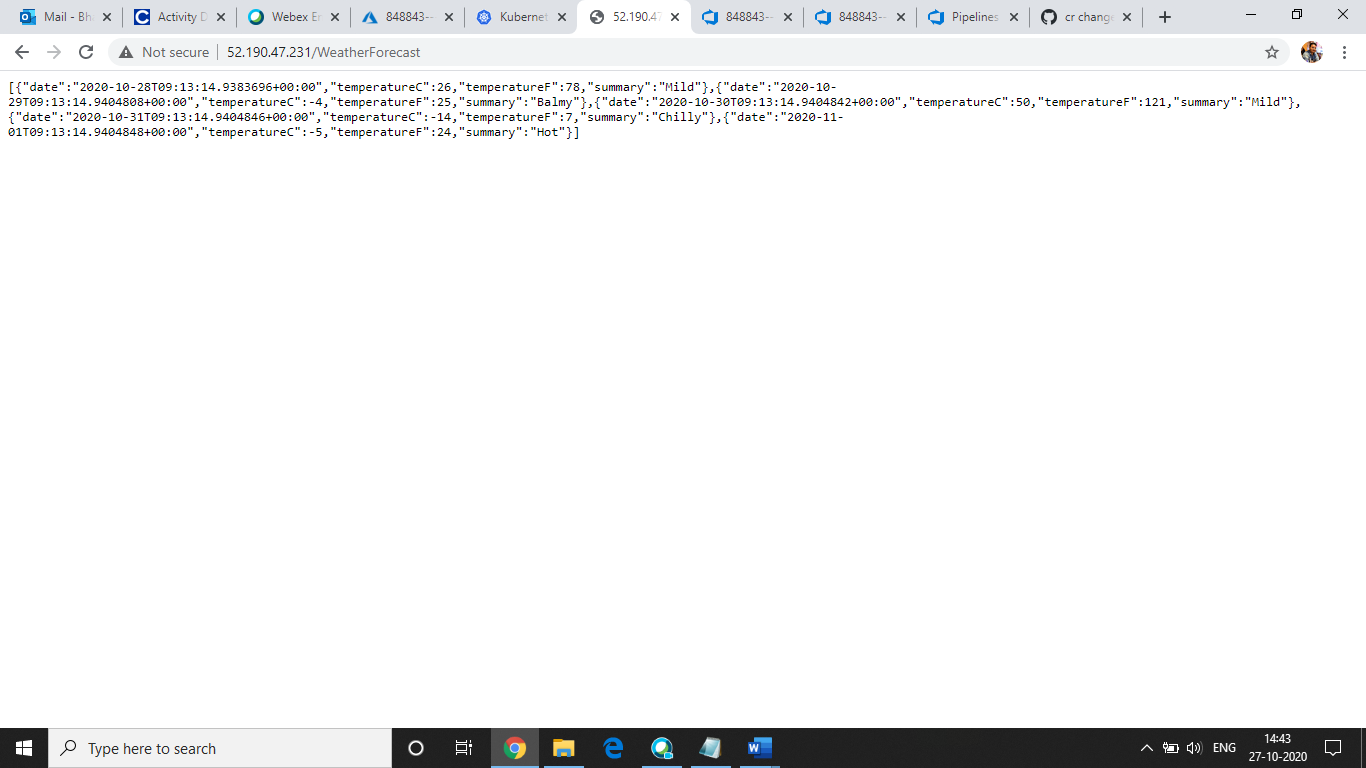 Mail - Bha
Activity D
Webex En
848843--
Kubernet
52.190.47
848843--
848843--
Pipelines
cr change
Not secure
52.190.47.231/WeatherForecast
[{"date":"2020-10-28T09:13:14.9383696+00:00","temperatureC":26,"temperatureF":78,"summary":"Mild"},{"date":"2020-10-
29T09:13:14.9404808+00:00","temperatureC":-4,"temperatureF":25,"summary":"Balmy"},{"date":"2020-10-30T09:13:14.9404842+00:00","temperatureC":50,"temperatureF":121,"summary":"Mild"},
{"date":"2020-10-31T09:13:14.9404846+00:00","temperatureC":-14,"temperatureF":7,"summary":"Chilly"},{"date":"2020-11-
01T09:13:14.9404848+00:00","temperatureC":-5,"temperatureF":24,"summary":"Hot"}]
Type here to search
ENG
14:43
27-10-2020